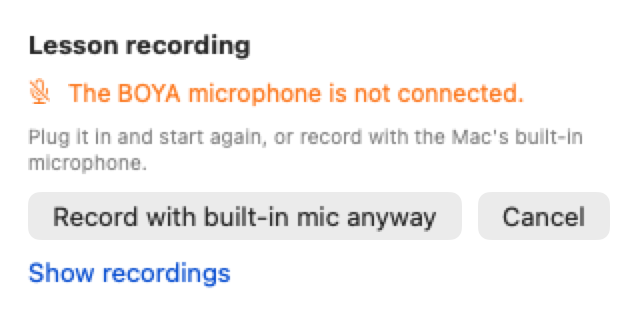 Lesson recording
The BOYA microphone is not connected.
Plug it in and start again, or record with the Mac's built-in
microphone.
Record with built-in mic anyway
Cancel
Show recordings